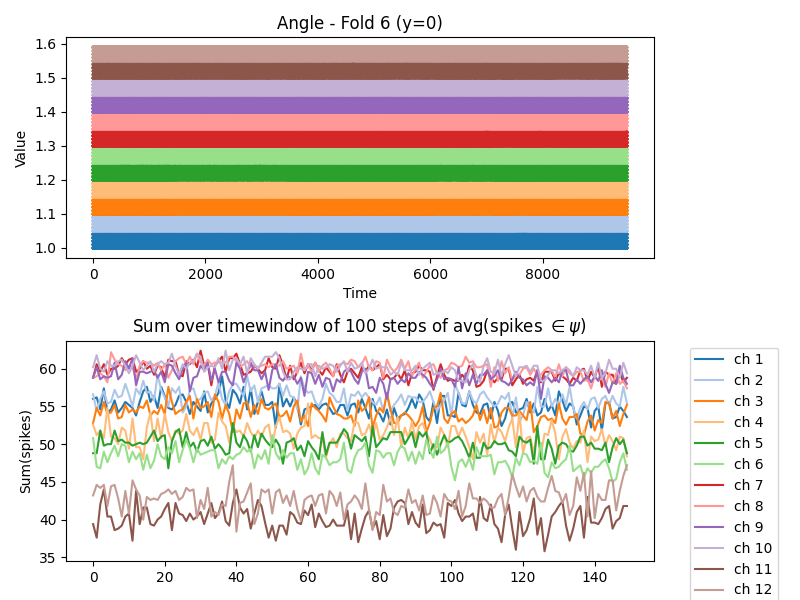 Angle - Fold 6 (y=0)
Value
1.6
1.5
1.4
1.3
1.2
1.1
1.0
0 2000 4000 6000 8000
Time
Sum over timewindow of 100 steps of avg(spikes ∈ ψ)
Sum(spikes)
60
55
50
45
40
35
0 20 40 60 80 100 120 140
ch 1
ch 2
ch 3
ch 4
ch 5
ch 6
ch 7
ch 8
ch 9
ch 10
ch 11
ch 12